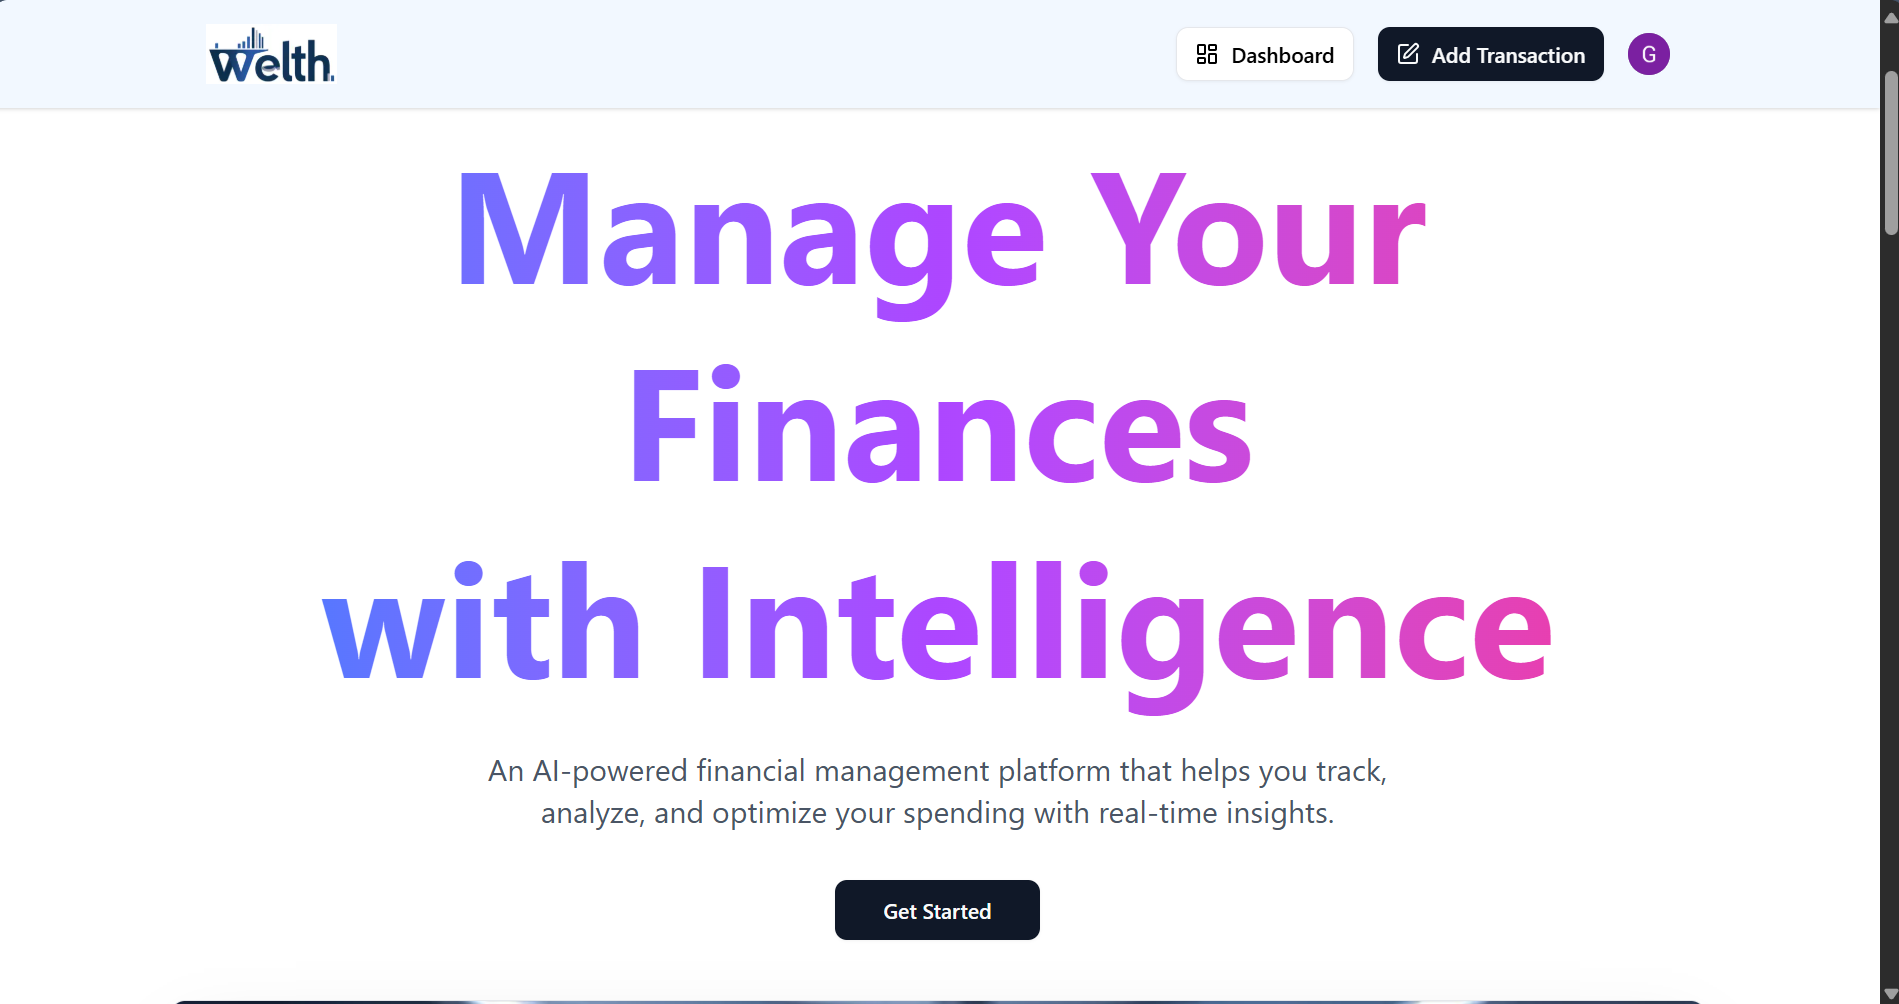 Welth.
Dashboard
Add Transaction
G
Manage Your
Finances
with Intelligence
An AI-powered financial management platform that helps you track,
analyze, and optimize your spending with real-time insights.
Get Started